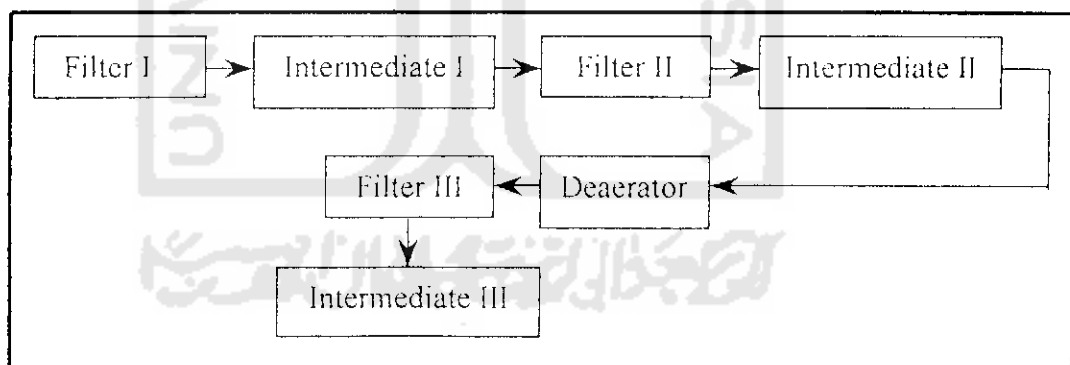 Filter I Intermediate I Filter II Intermediate II
Filter III Deaerator
Intermediate III